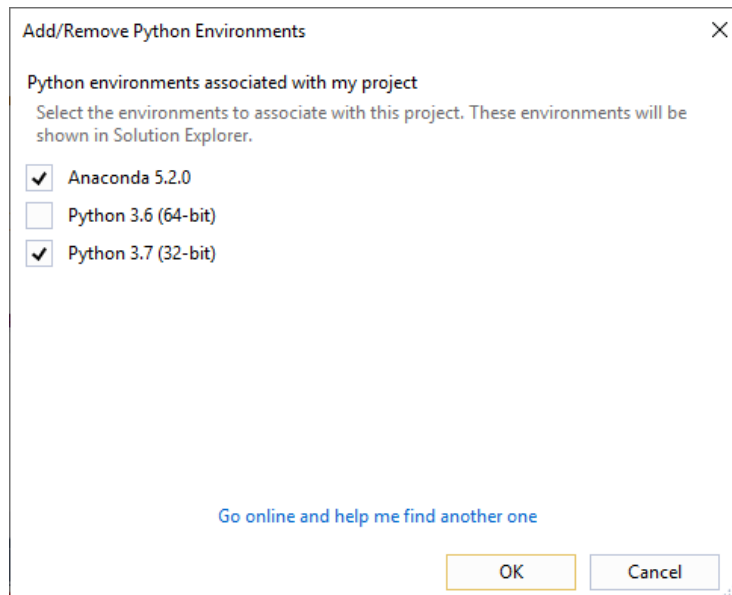 Add/Remove Python Environments
Python environments associated with my project
Select the environments to associate with this project. These environments will be
shown in Solution Explorer.
Anaconda 5.2.0
Python 3.6 (64-bit)
Python 3.7 (32-bit)
Go online and help me find another one
OK
Cancel